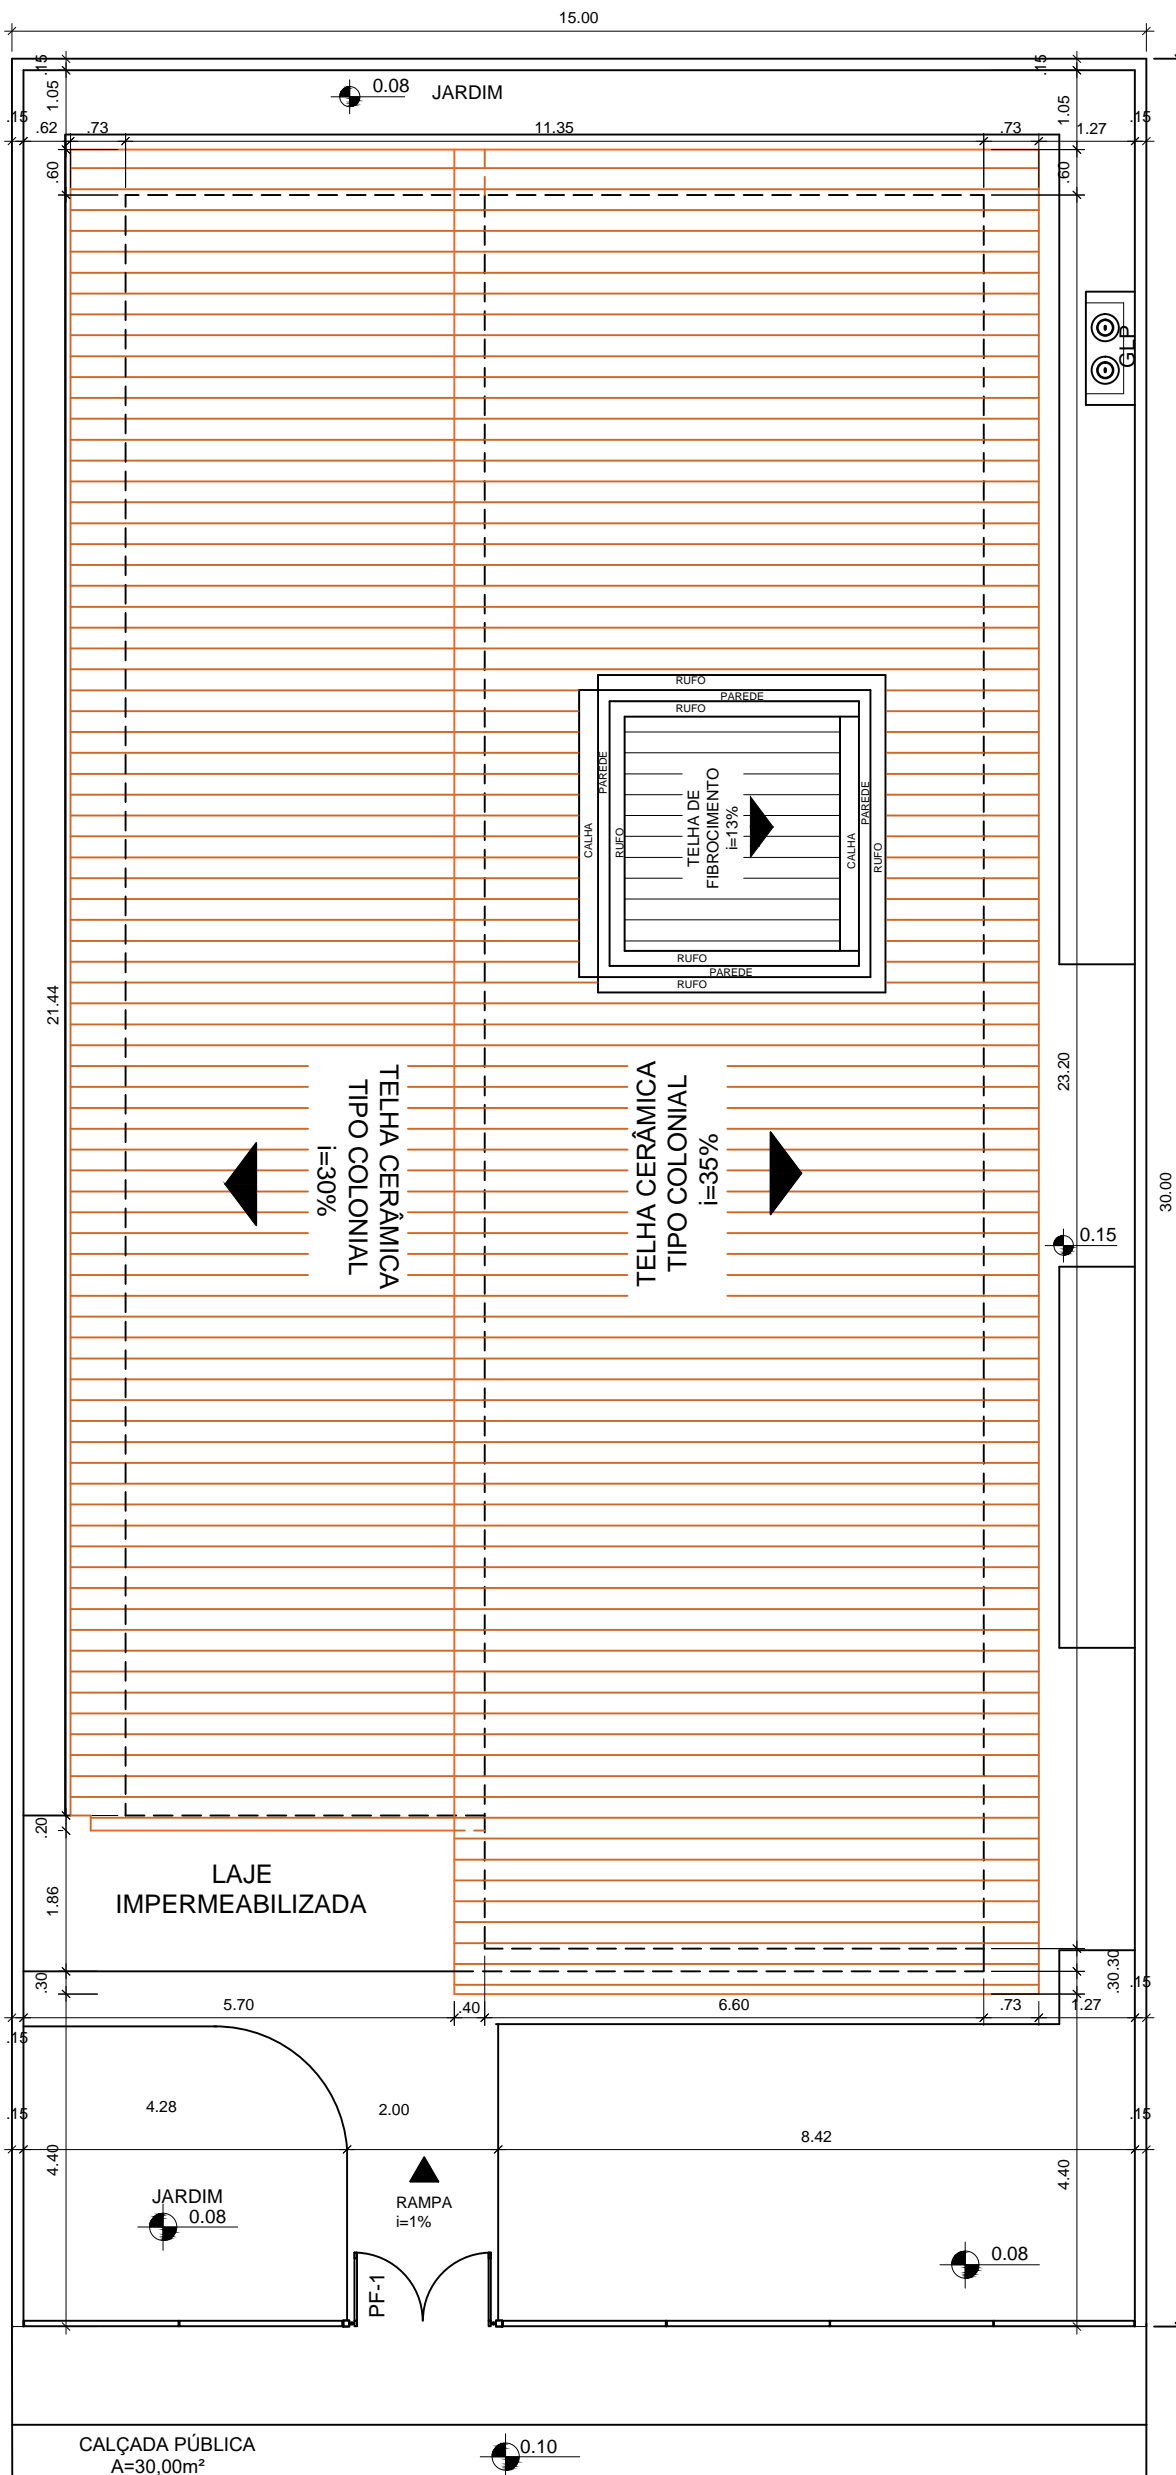 15.00
.15
.15
0.08
JARDIM
1.05
1.05
.15
.62
.73
11.35
.73
1.27
.15
.60
.60
GLP
RUFO
PAREDE
RUFO
PAREDE
CALHA
RUFO
TELHA DE
FIBROCIMENTO
i=13%
CALHA
PAREDE
RUFO
RUFO
PAREDE
RUFO
21.44
23.20
TELHA CERÂMICA
TIPO COLONIAL
i=30%
TELHA CERÂMICA
TIPO COLONIAL
i=35%
30.00
0.15
.20
LAJE
IMPERMEABILIZADA
1.86
.30
.30
.30
.15
5.70
.40
6.60
.73
1.27
.15
4.28
2.00
.15
.15
8.42
4.40
4.40
JARDIM
0.08
RAMPA
i=1%
0.08
PF-1
CALÇADA PÚBLICA
A=30,00m²
0.10